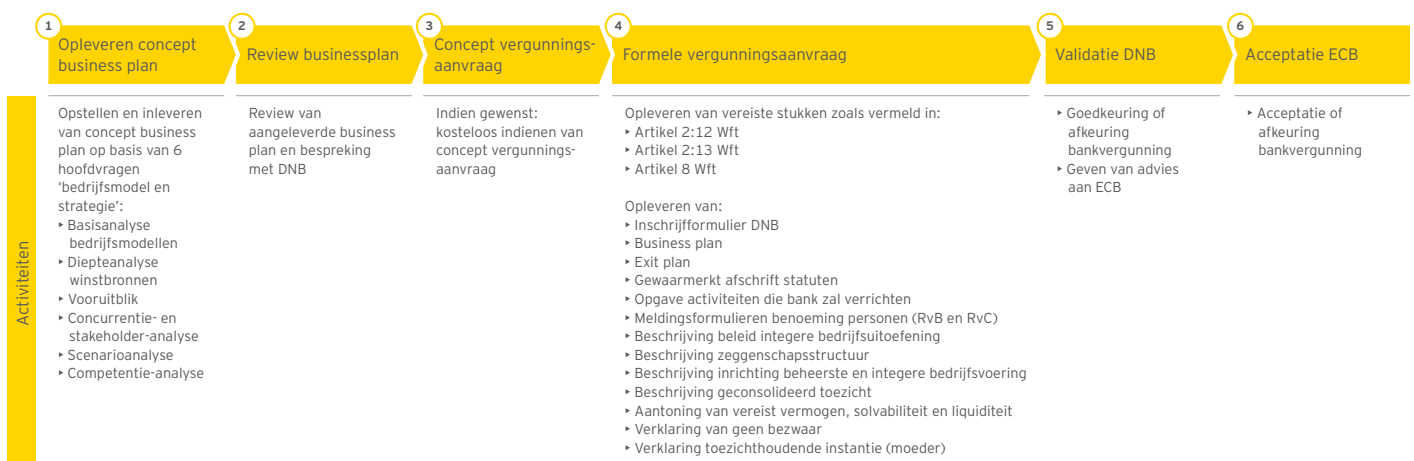 1
Opleveren concept
business plan
2
Review businessplan
3
Concept vergunnings-
aanvraag
4
Formele vergunningsaanvraag
5
Validatie DNB
6
Acceptatie ECB
Activiteiten
Opstellen en inleveren
van concept business
plan op basis van 6
hoofdvragen
‘bedrijfsmodel en
strategie’:
‣ Basisanalyse
bedrijfsmodellen
‣ Diepteanalyse
winstbronnen
‣ Vooruitblik
‣ Concurrentie- en
stakeholder-analyse
‣ Scenarioanalyse
‣ Competentie-analyse
Review van
aangeleverde business
plan en bespreking
met DNB
Indien gewenst:
kosteloos indienen van
concept vergunnings-
aanvraag
Opleveren van vereiste stukken zoals vermeld in:
‣ Artikel 2:12 Wft
‣ Artikel 2:13 Wft
‣ Artikel 8 Wft
Opleveren van:
‣ Inschrijfformulier DNB
‣ Business plan
‣ Exit plan
‣ Gewaarmerkt afschrift statuten
‣ Opgave activiteiten die bank zal verrichten
‣ Meldingsformulieren benoeming personen (RvB en RvC)
‣ Beschrijving beleid integere bedrijfsuitoefening
‣ Beschrijving zeggenschapsstructuur
‣ Beschrijving inrichting beheerste en integere bedrijfsvoering
‣ Beschrijving geconsolideerd toezicht
‣ Aantoning van vereist vermogen, solvabiliteit en liquiditeit
‣ Verklaring van geen bezwaar
‣ Verklaring toezichthoudende instantie (moeder)
‣ Goedkeuring of
afkeuring
bankvergunning
‣ Geven van advies
aan ECB
‣ Acceptatie of
afkeuring
bankvergunning